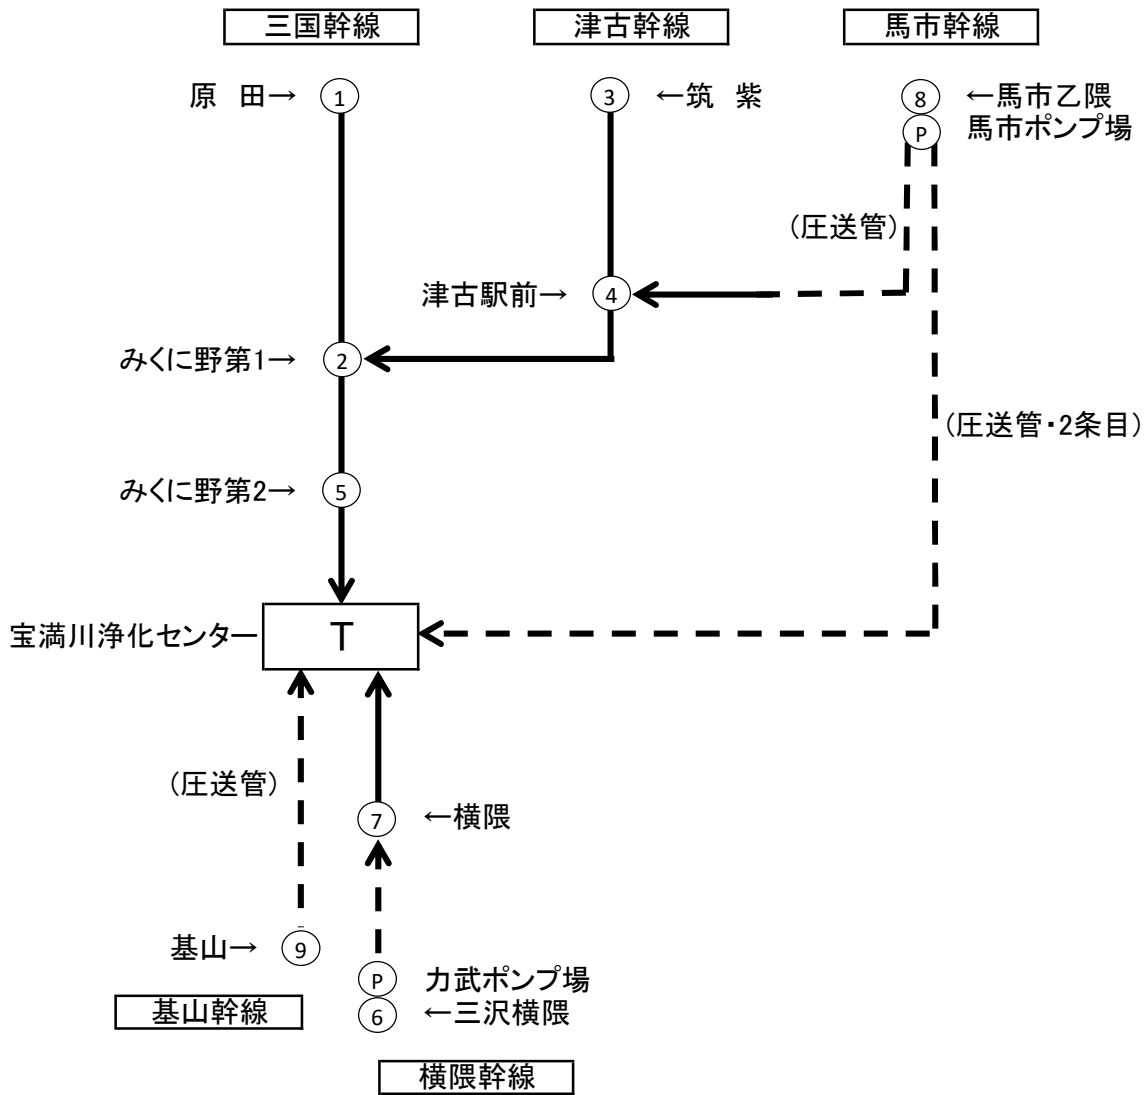 三国幹線
津古幹線
馬市幹線
原 田→ 1
3 ←筑 紫
8 ←馬市乙隈
P 馬市ポンプ場
(圧送管)
津古駅前→ 4
みくに野第1→ 2
(圧送管・2条目)
みくに野第2→ 5
宝満川浄化センター T
(圧送管)
7 ←横隈
基山→ 9
P 力武ポンプ場
基山幹線
6 ←三沢横隈
横隈幹線